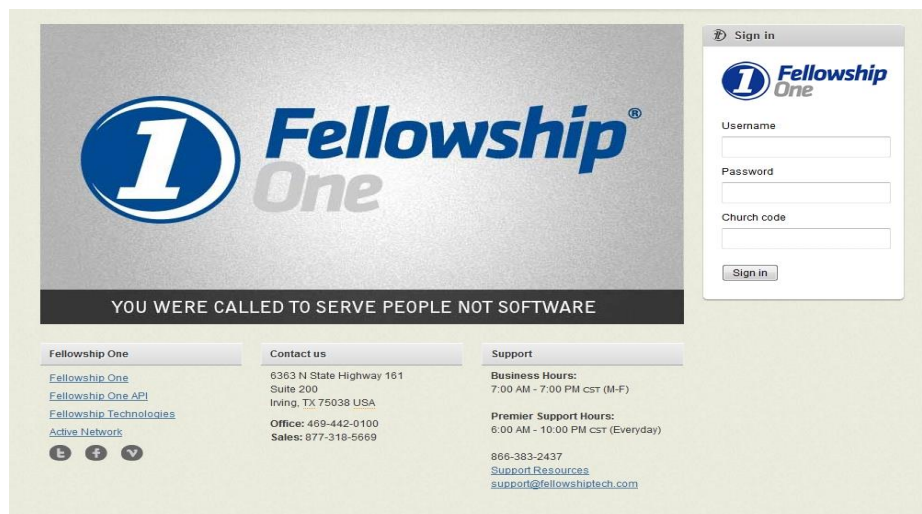 1 Fellowship®
One
YOU WERE CALLED TO SERVE PEOPLE NOT SOFTWARE
Sign in
1 Fellowship
One
Username
Password
Church code
Sign in
Fellowship One
Fellowship One
Fellowship One API
Fellowship Technologies
Active Network
Contact us
6363 N State Highway 161
Suite 200
Irving, TX 75038 USA
Office: 469-442-0100
Sales: 877-318-5669
Support
Business Hours:
7:00 AM - 7:00 PM CST (M-F)
Premier Support Hours:
6:00 AM - 10:00 PM CST (Everyday)
866-383-2437
Support Resources
support@fellowshiptech.com